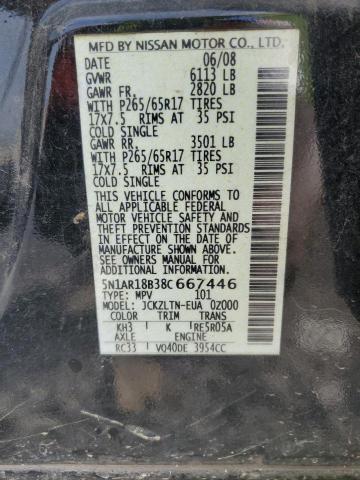 MFD BY NISSAN MOTOR CO., LTD.
DATE 06/08
GVWR 6113 LB
GAWR FR. 2820 LB
WITH P265/65R17 TIRES
17X7.5 RIMS AT 35 PSI
COLD SINGLE
GAWR RR. 3501 LB
WITH P265/65R17 TIRES
17X7.5 RIMS AT 35 PSI
COLD SINGLE
THIS VEHICLE CONFORMS TO
ALL APPLICABLE FEDERAL
MOTOR VEHICLE SAFETY AND
THEFT PREVENTION STANDARDS
IN EFFECT ON THE DATE OF
MANUFACTURE SHOWN ABOVE.
SEE OWNERS MANUAL FOR
ADDITIONAL INFORMATION.
5N1AR18B38C667446
TYPE: MPV 101
MODEL: JCKZLTN-EUA 0Z000
COLOR TRIM TRANS
KH3 K RE5R05A
AXLE ENGINE
RC33 VQ40DE 3954CC